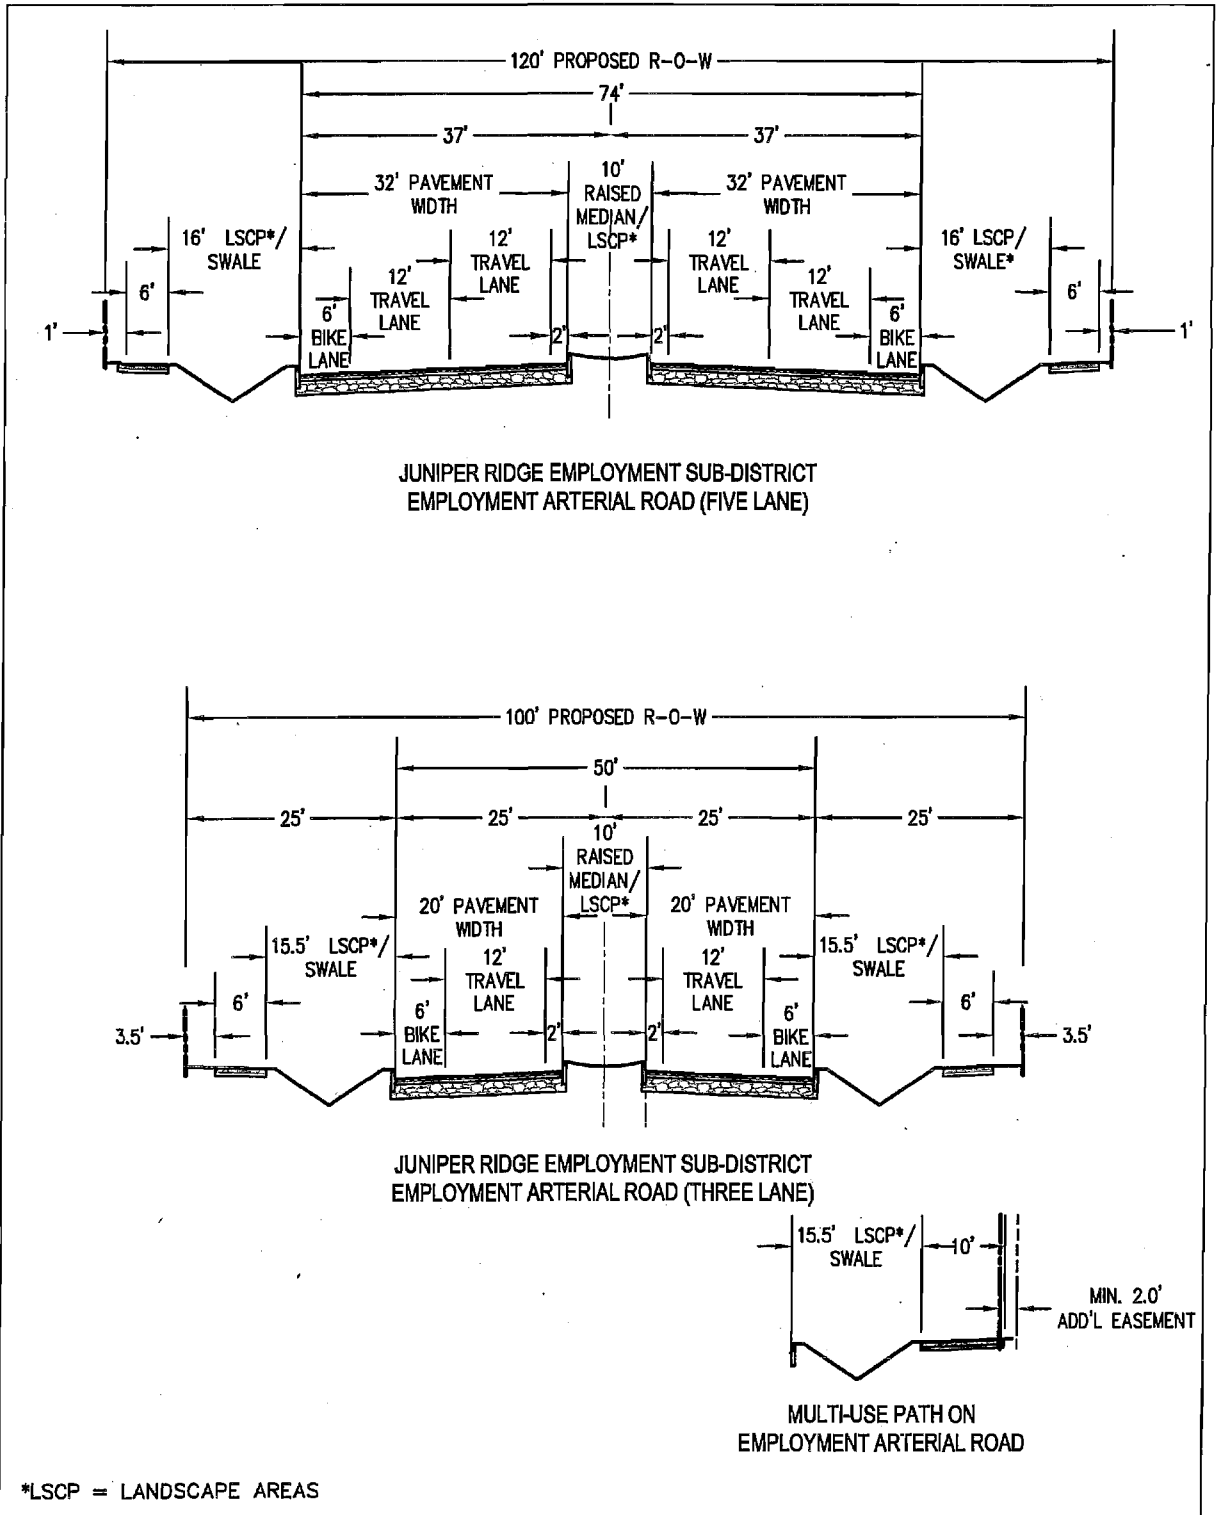 120' PROPOSED R-O-W
74'
37'
37'
32' PAVEMENT
WIDTH
10'
RAISED
MEDIAN/
LSCP*
32' PAVEMENT
WIDTH
16' LSCP*/
SWALE
12'
TRAVEL
LANE
12'
TRAVEL
LANE
16' LSCP/
SWALE*
12'
TRAVEL
LANE
12'
TRAVEL
LANE
6'
6'
6'
BIKE
LANE
6'
BIKE
LANE
1'
2'
2'
1'
JUNIPER RIDGE EMPLOYMENT SUB-DISTRICT
EMPLOYMENT ARTERIAL ROAD (FIVE LANE)
100' PROPOSED R-O-W
50'
25'
25'
25'
25'
10'
RAISED
MEDIAN/
LSCP*
20' PAVEMENT
WIDTH
20' PAVEMENT
WIDTH
15.5' LSCP*/
SWALE
12'
TRAVEL
LANE
12'
TRAVEL
LANE
15.5' LSCP*/
SWALE
6'
6'
6'
BIKE
LANE
6'
BIKE
LANE
3.5'
2'
2'
3.5'
JUNIPER RIDGE EMPLOYMENT SUB-DISTRICT
EMPLOYMENT ARTERIAL ROAD (THREE LANE)
15.5' LSCP*/
SWALE
10'
MIN. 2.0'
ADD'L EASEMENT
MULTI-USE PATH ON
EMPLOYMENT ARTERIAL ROAD
*LSCP = LANDSCAPE AREAS